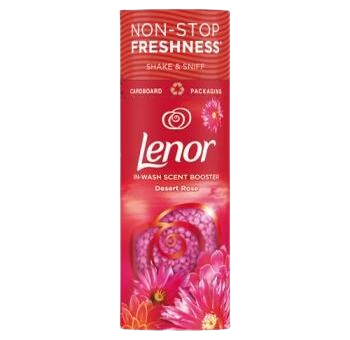 NON-STOP
FRESHNESS*
SHAKE & SNIFF
CARDBOARD PACKAGING
Lenor
IN-WASH SCENT BOOSTER
Desert Rose